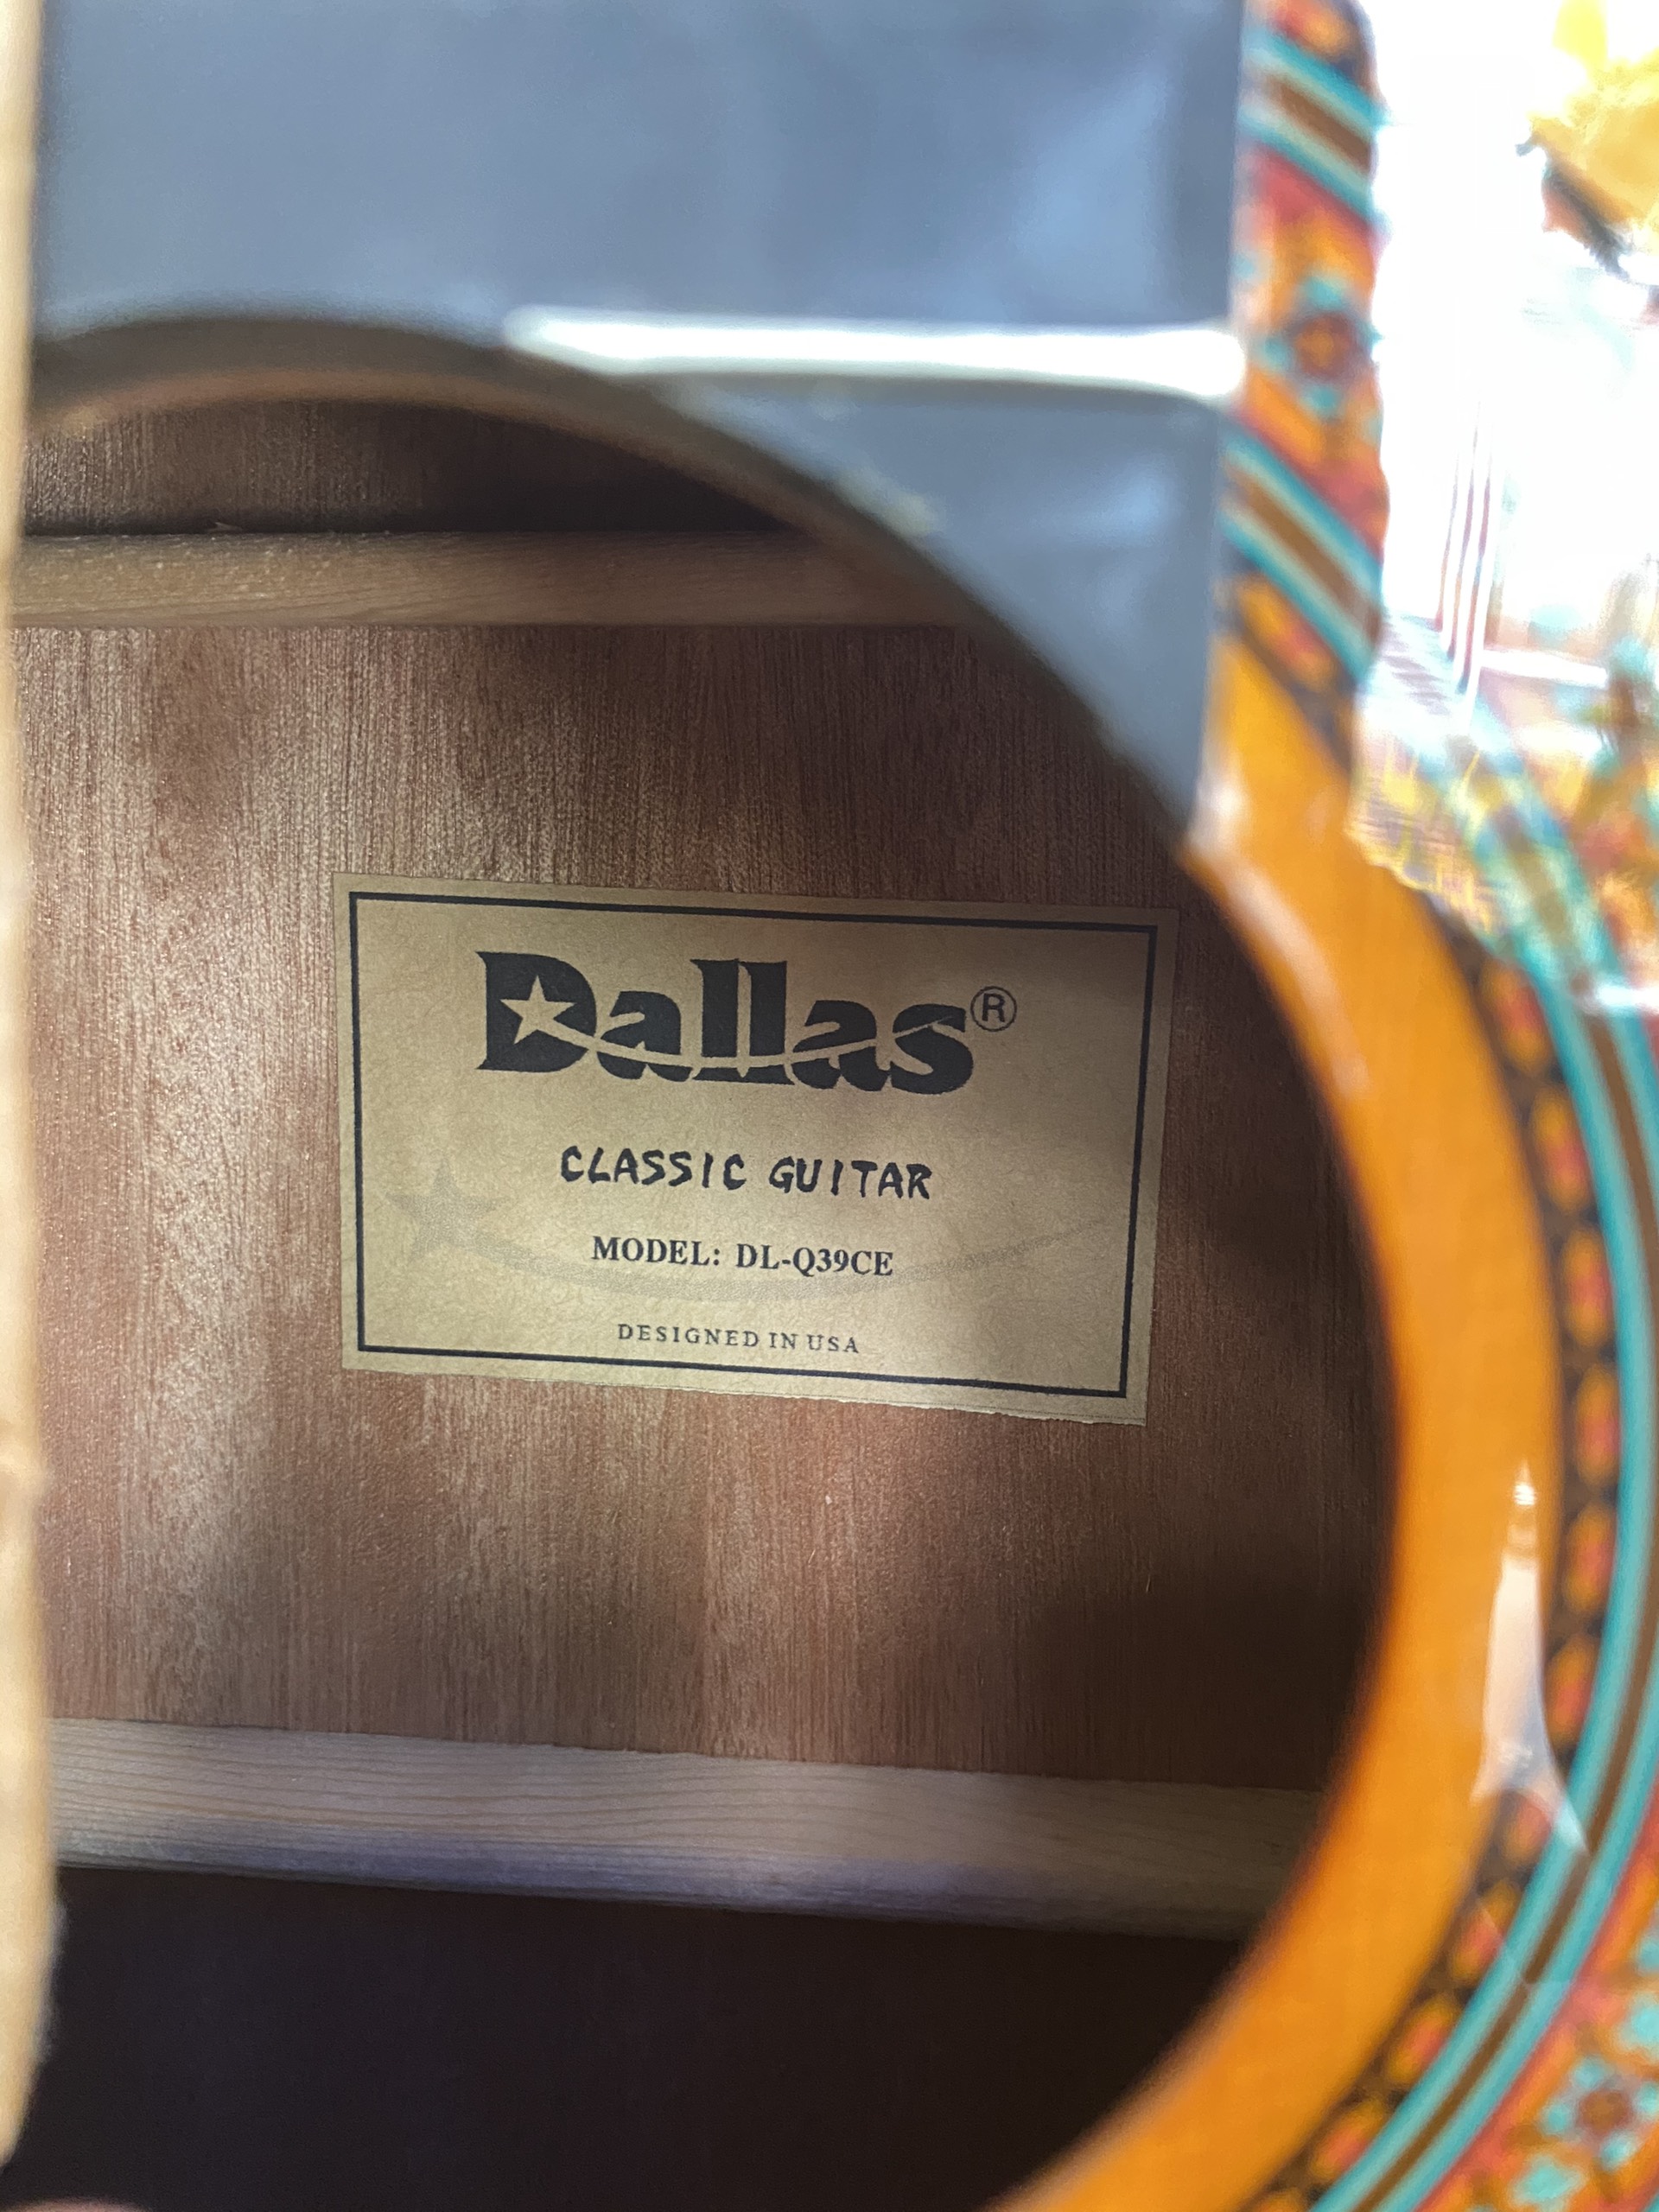 Dallas®
CLASSIC GUITAR
MODEL: DL-Q39CE
DESIGNED IN USA